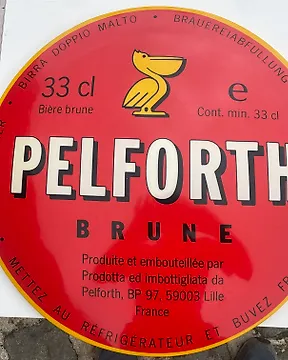 BIRRA DOPPIO MALTO • BRAUEREIABFÜLLUNG
33 cl
Bière brune
e
Cont. min. 33 cl
PELFORTH
BRUNE
Produite et embouteillée par
Prodotta ed imbottigliata da
Pelforth, BP 97, 59003 Lille
France
METTEZ AU RÉFRIGÉRATEUR ET BUVEZ